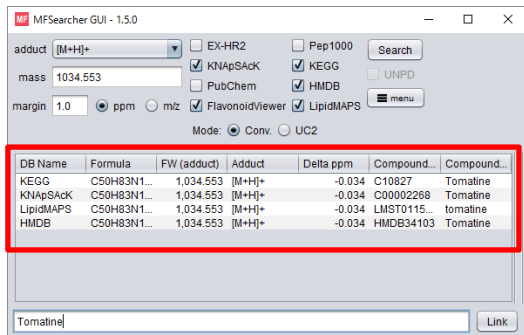 MF MFSearcher GUI - 1.5.0
adduct [M+H]+ EX-HR2 Pep1000 Search
KNApSAcK KEGG UNPD
mass 1034.553 PubChem HMDB
margin 1.0 ppm m/z FlavonoidViewer LipidMAPS menu
Mode: Conv. UC2
DB Name Formula FW (adduct) Adduct Delta ppm Compound... Compound...
KEGG C50H83N1... 1,034.553 [M+H]+ -0.034 C10827 Tomatine
KNApSAcK C50H83N1... 1,034.553 [M+H]+ -0.034 C00002268 Tomatine
LipidMAPS C50H83N1... 1,034.553 [M+H]+ -0.034 LMST0115... tomatine
HMDB C50H83N1... 1,034.553 [M+H]+ -0.034 HMDB34103 Tomatine
Tomatine Link